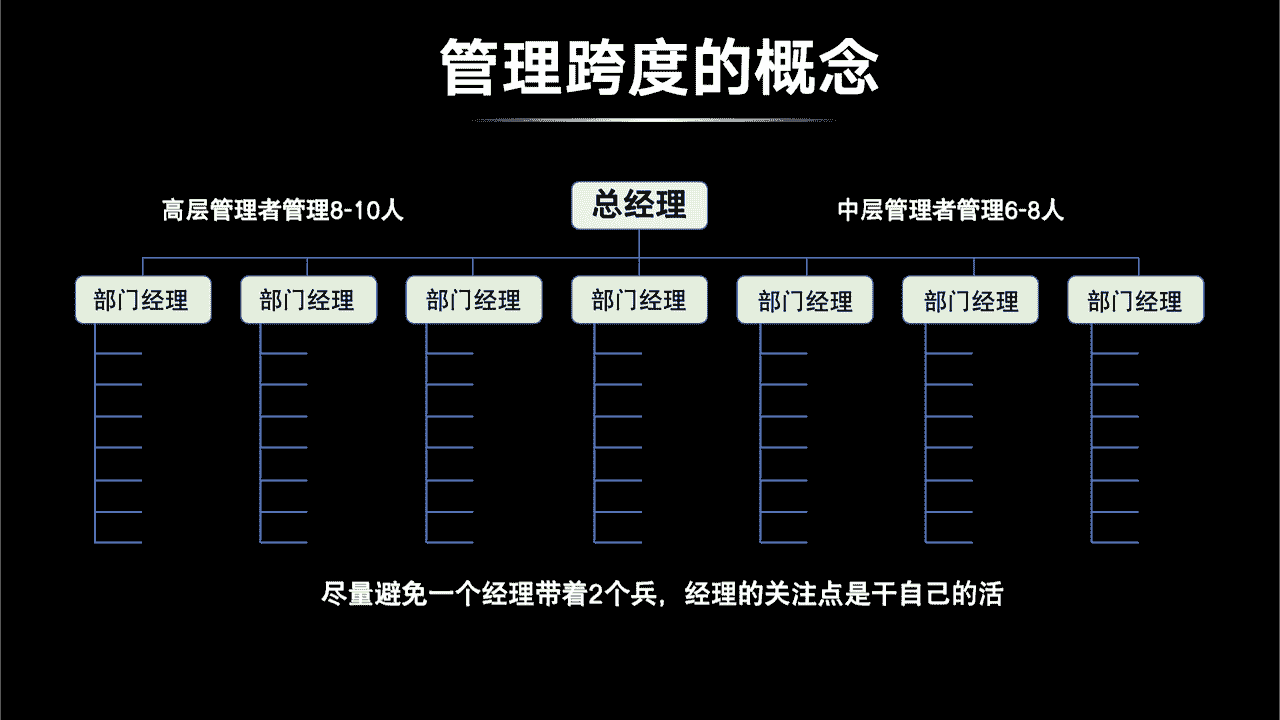 管理跨度的概念
高层管理者管理8-10人
总经理
中层管理者管理6-8人
部门经理
部门经理
部门经理
部门经理
部门经理
部门经理
部门经理
尽量避免一个经理带着2个兵，经理的关注点是干自己的活